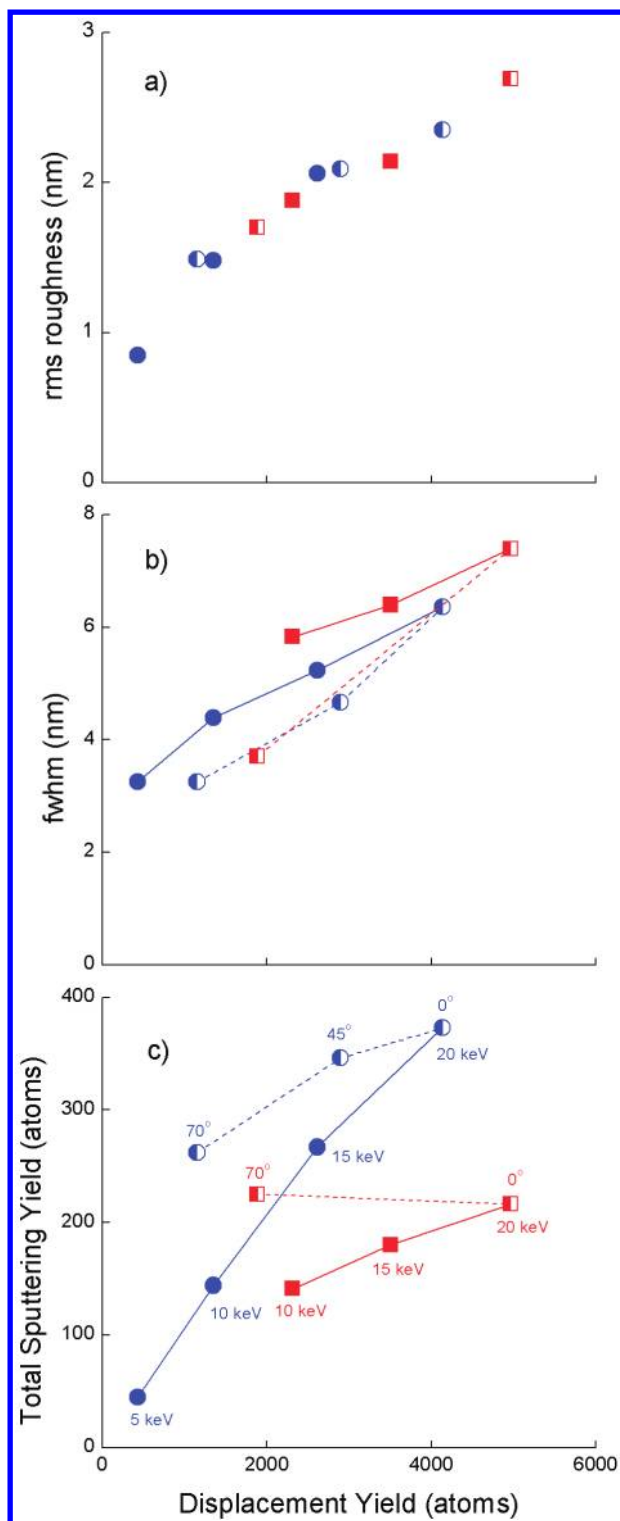 3
a)
2
rms roughness (nm)
1
0
8
b)
6
fwhm (nm)
4
2
0
400
0°
45°
c)
20 keV
300
70°
15 keV
70°
0°
200
20 keV
15 keV
10 keV
10 keV
100
5 keV
Total Sputtering Yield (atoms)
0
0 2000 4000 6000
Displacement Yield (atoms)